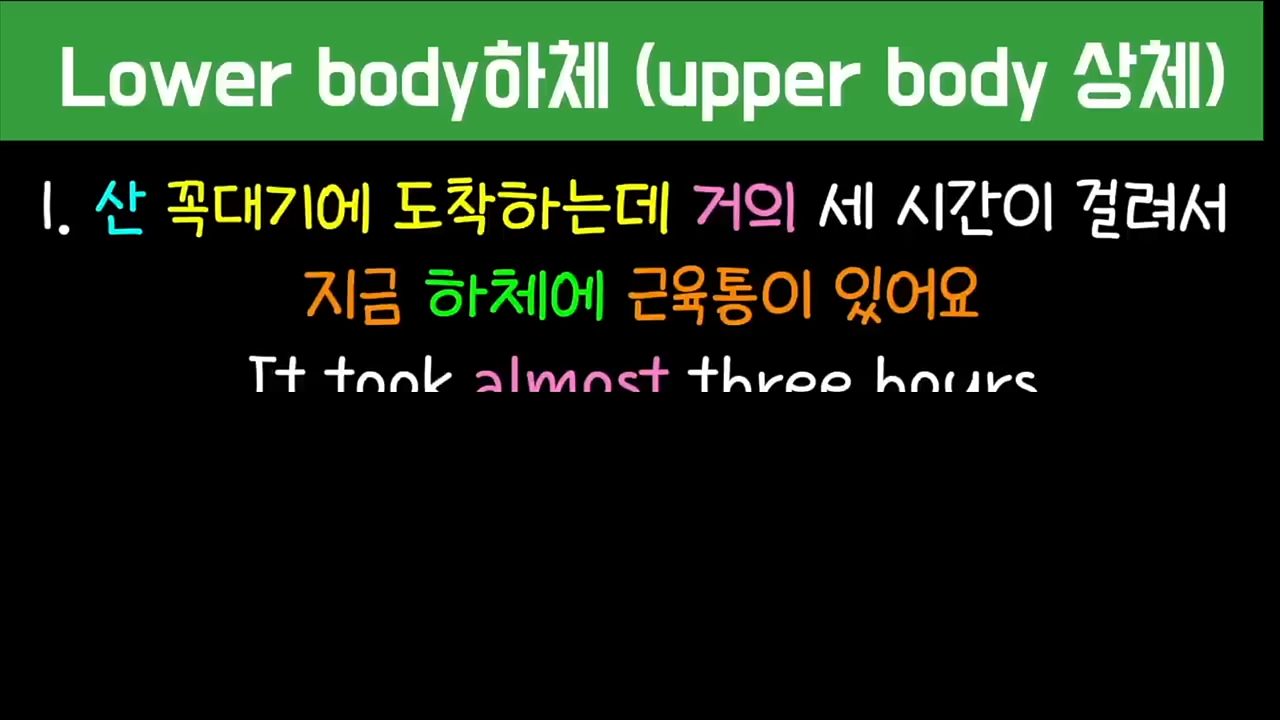 Lower body하체 (upper body 상체)
1. 산 꼭대기에 도착하는데 거의 세 시간이 걸려서
지금 하체에 근육통이 있어요
It took almost three hours